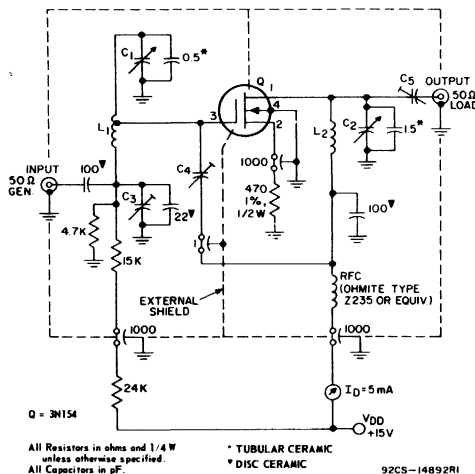 C1
0.5*
Q
1
3
4
2
C5
OUTPUT
50Ω
LOAD
L1
L2
C2
1.5*
C4
1000
INPUT
50Ω
GEN.
100▼
C3
22▼
470
1%,
1/2 W
100▼
4.7K
15K
1
RFC
(OHMITE TYPE
Z235 OR EQUIV.)
EXTERNAL
SHIELD
1000
1000
24K
ID=5mA
VDD
+15V
Q = 3N154
All Resistors in ohms and 1/4 W
unless otherwise specified.
All Capacitors in pF.
* TUBULAR CERAMIC
▼ DISC CERAMIC
92CS-14892RI